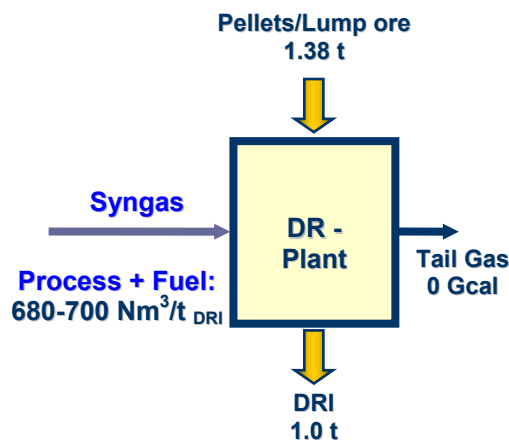 Pellets/Lump ore
1.38 t
Syngas
DR -
Plant
Process + Fuel:
680-700 Nm³/t DRI
Tail Gas
0 Gcal
DRI
1.0 t